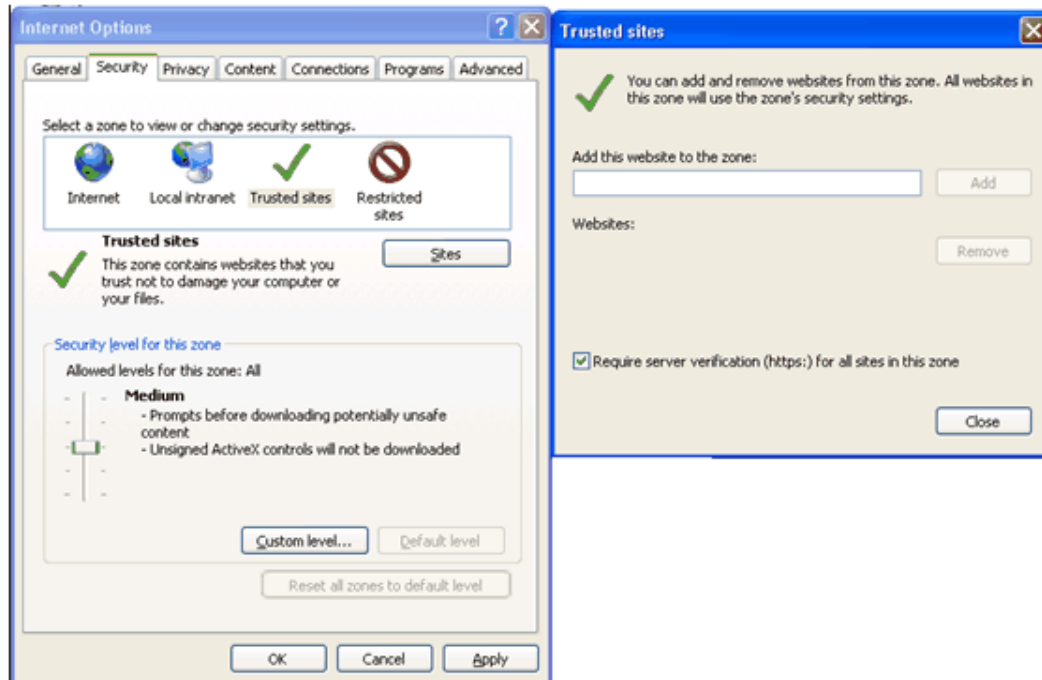 Internet Options
General Security Privacy Content Connections Programs Advanced
Select a zone to view or change security settings.
Internet
Local intranet
Trusted sites
Restricted
sites
Trusted sites
Sites
This zone contains websites that you
trust not to damage your computer or
your files.
Security level for this zone
Allowed levels for this zone: All
Medium
- Prompts before downloading potentially unsafe
content
- Unsigned ActiveX controls will not be downloaded
Custom level...
Default level
Reset all zones to default level
OK
Cancel
Apply
Trusted sites
You can add and remove websites from this zone. All websites in
this zone will use the zone's security settings.
Add this website to the zone:
Add
Websites:
Remove
Require server verification (https:) for all sites in this zone
Close